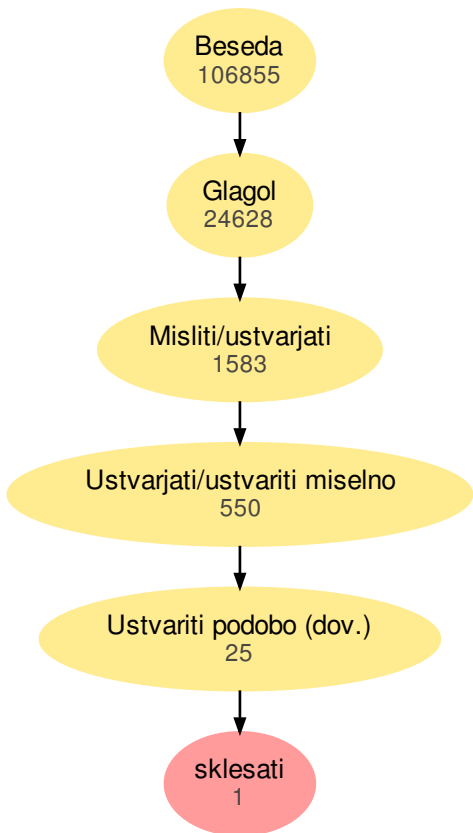 Beseda
106855
Glagol
24628
Misliti/ustvarjati
1583
Ustvarjati/ustvariti miselno
550
Ustvariti podobo (dov.)
25
sklesati
1